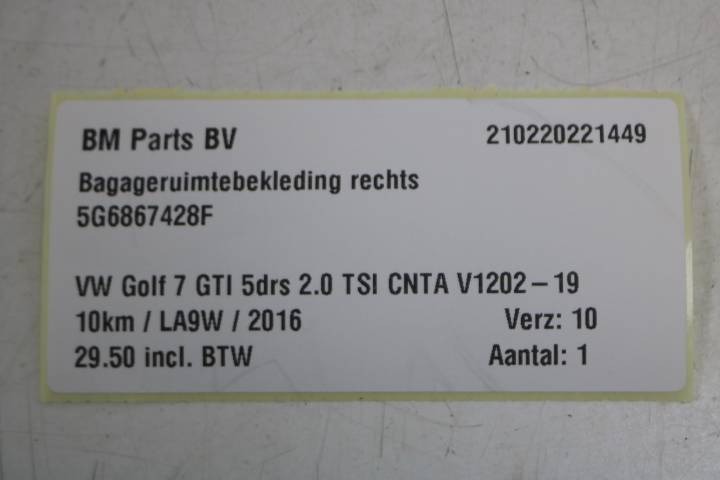 BM Parts BV 210220221449
Bagageruimtebekleding rechts
5G6867428F
VW Golf 7 GTI 5drs 2.0 TSI CNTA V1202-19
10km / LA9W / 2016 Verz: 10
29.50 incl. BTW Aantal: 1